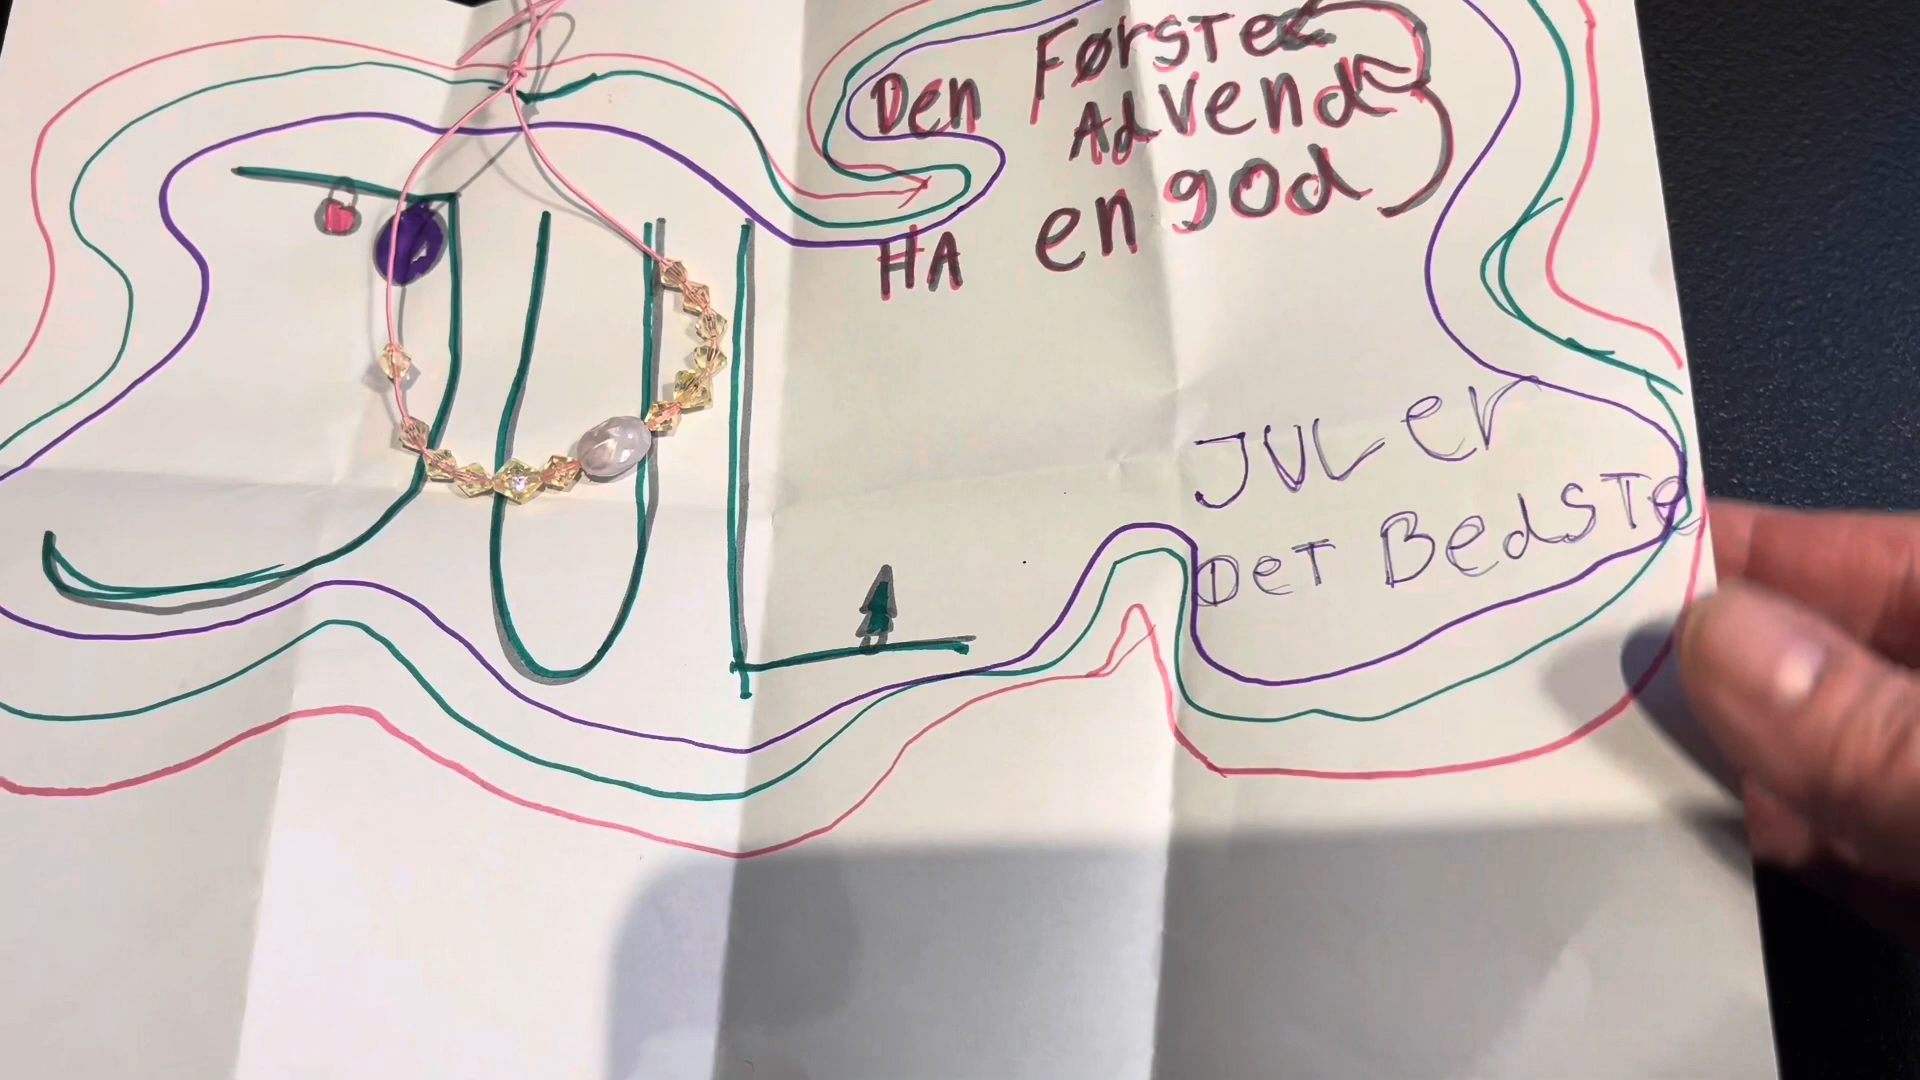 JUL
Den Første
Advend
HA en god
JUL er
Det Bedste